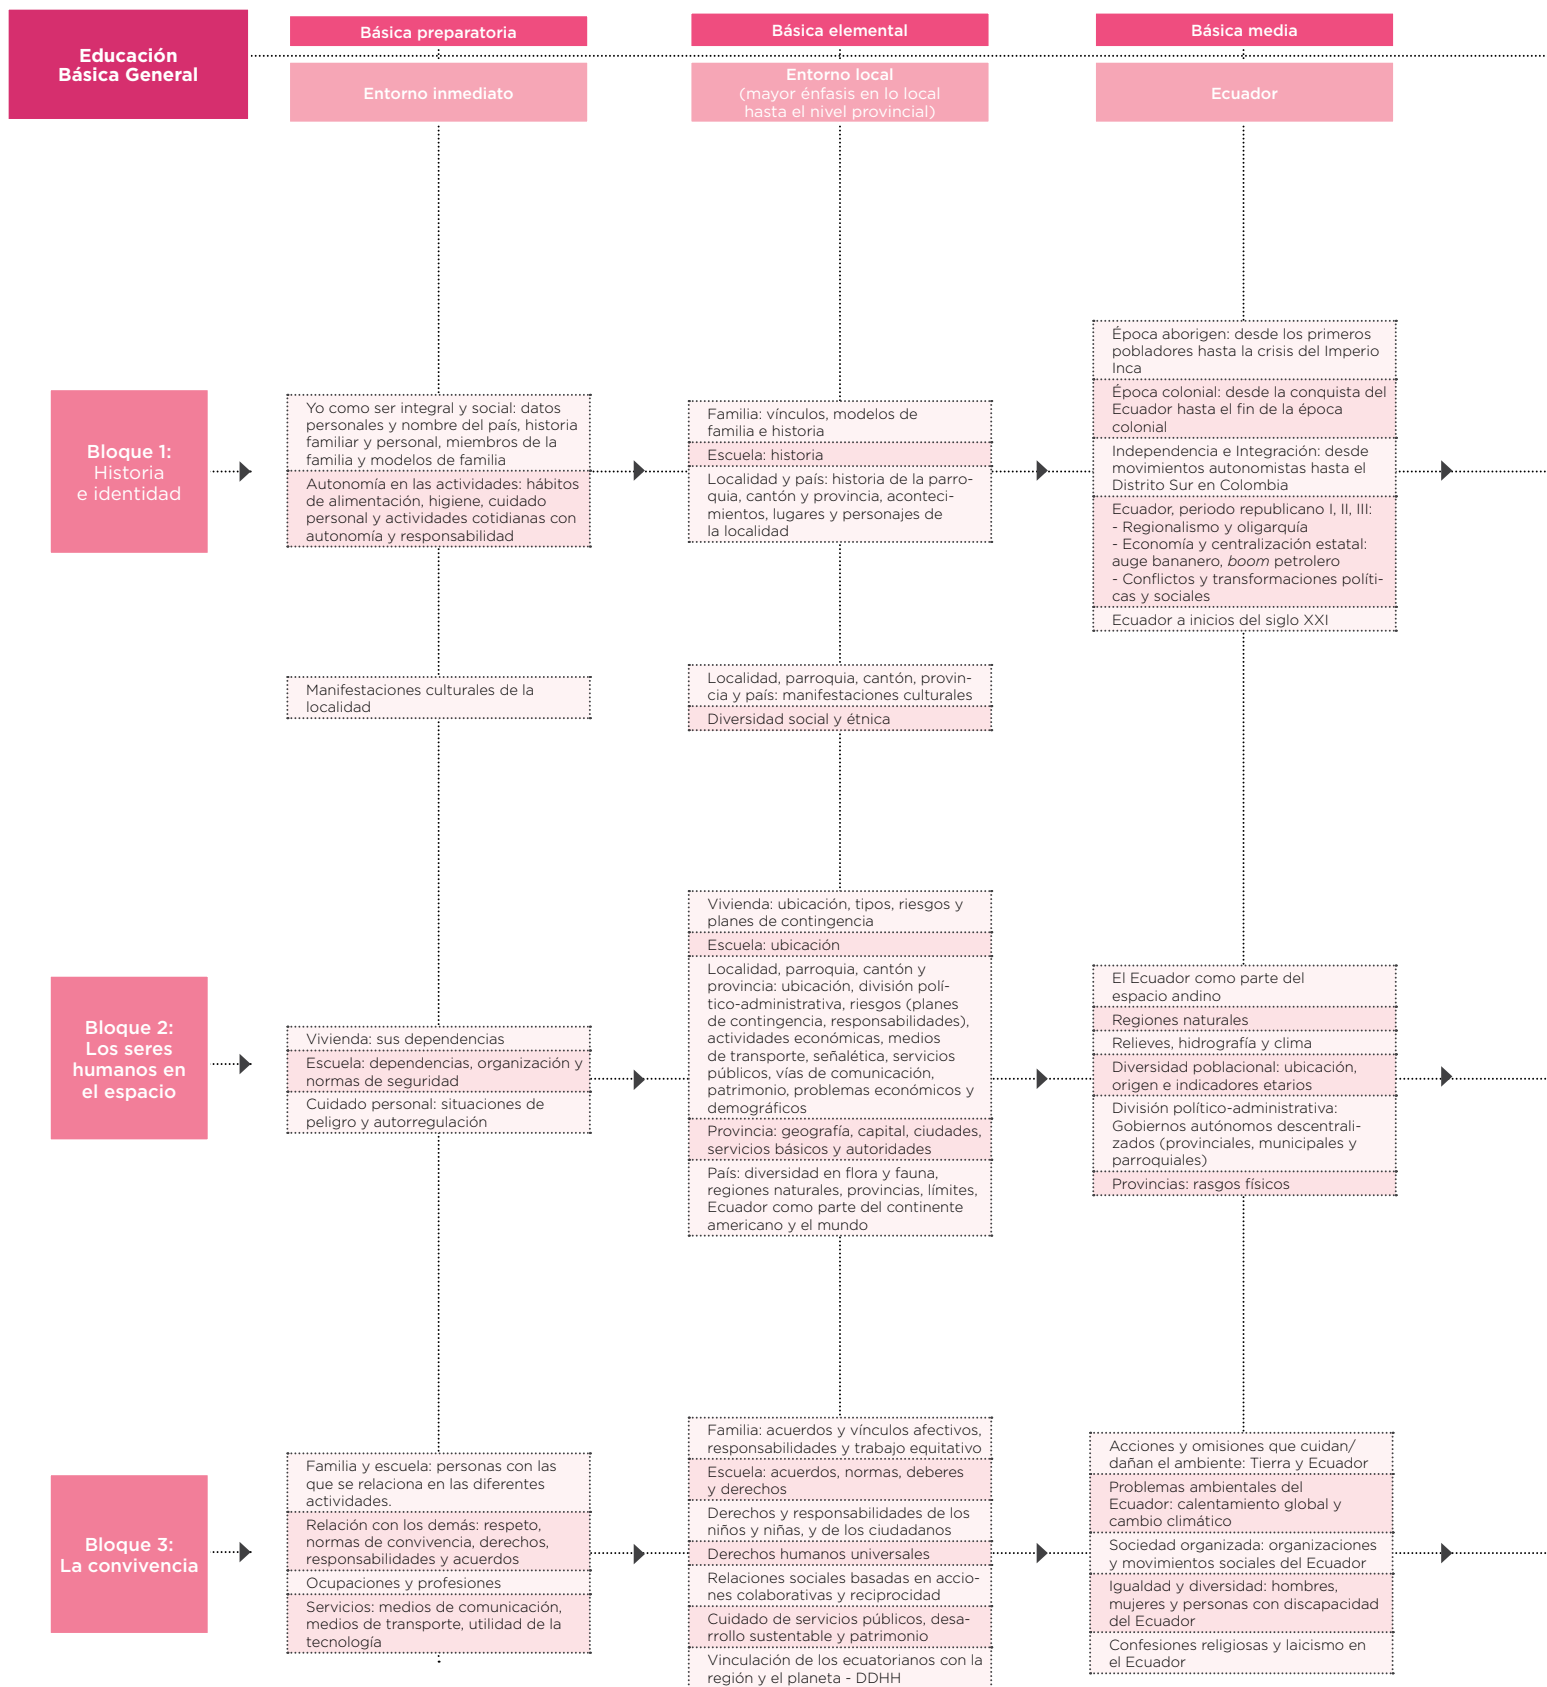 Educación
Básica General
Básica preparatoria
Entorno inmediato
Básica elemental
Entorno local
(mayor énfasis en lo local
hasta el nivel provincial)
Básica media
Ecuador
Bloque 1:
Historia
e identidad
Yo como ser integral y social: datos
personales y nombre del país, historia
familiar y personal, miembros de la
familia y modelos de familia
Autonomía en las actividades: hábitos
de alimentación, higiene, cuidado
personal y actividades cotidianas con
autonomía y responsabilidad
Manifestaciones culturales de la
localidad
Familia: vínculos, modelos de
familia e historia
Escuela: historia
Localidad y país: historia de la parro-
quia, cantón y provincia, aconteci-
mientos, lugares y personajes de
la localidad
Localidad, parroquia, cantón, provin-
cia y país: manifestaciones culturales
Diversidad social y étnica
Época aborigen: desde los primeros
pobladores hasta la crisis del Imperio
Inca
Época colonial: desde la conquista del
Ecuador hasta el fin de la época
colonial
Independencia e Integración: desde
movimientos autonomistas hasta el
Distrito Sur en Colombia
Ecuador, periodo republicano I, II, III:
- Regionalismo y oligarquía
- Economía y centralización estatal:
auge bananero, boom petrolero
- Conflictos y transformaciones políti-
cas y sociales
Ecuador a inicios del siglo XXI
Bloque 2:
Los seres
humanos en
el espacio
Vivienda: sus dependencias
Escuela: dependencias, organización y
normas de seguridad
Cuidado personal: situaciones de
peligro y autorregulación
Vivienda: ubicación, tipos, riesgos y
planes de contingencia
Escuela: ubicación
Localidad, parroquia, cantón y
provincia: ubicación, división polí-
tico-administrativa, riesgos (planes
de contingencia, responsabilidades),
actividades económicas, medios
de transporte, señalética, servicios
públicos, vías de comunicación,
patrimonio, problemas económicos y
demográficos
Provincia: geografía, capital, ciudades,
servicios básicos y autoridades
País: diversidad en flora y fauna,
regiones naturales, provincias, límites,
Ecuador como parte del continente
americano y el mundo
El Ecuador como parte del
espacio andino
Regiones naturales
Relieves, hidrografía y clima
Diversidad poblacional: ubicación,
origen e indicadores etarios
División político-administrativa:
Gobiernos autónomos descentrali-
zados (provinciales, municipales y
parroquiales)
Provincias: rasgos físicos
Bloque 3:
La convivencia
Familia y escuela: personas con las
que se relaciona en las diferentes
actividades.
Relación con los demás: respeto,
normas de convivencia, derechos,
responsabilidades y acuerdos
Ocupaciones y profesiones
Servicios: medios de comunicación,
medios de transporte, utilidad de la
tecnología
Familia: acuerdos y vínculos afectivos,
responsabilidades y trabajo equitativo
Escuela: acuerdos, normas, deberes
y derechos
Derechos y responsabilidades de los
niños y niñas, y de los ciudadanos
Derechos humanos universales
Relaciones sociales basadas en accio-
nes colaborativas y reciprocidad
Cuidado de servicios públicos, desa-
rrollo sustentable y patrimonio
Vinculación de los ecuatorianos con la
región y el planeta - DDHH
Acciones y omisiones que cuidan/
dañan el ambiente: Tierra y Ecuador
Problemas ambientales del
Ecuador: calentamiento global y
cambio climático
Sociedad organizada: organizaciones
y movimientos sociales del Ecuador
Igualdad y diversidad: hombres,
mujeres y personas con discapacidad
del Ecuador
Confesiones religiosas y laicismo en
el Ecuador